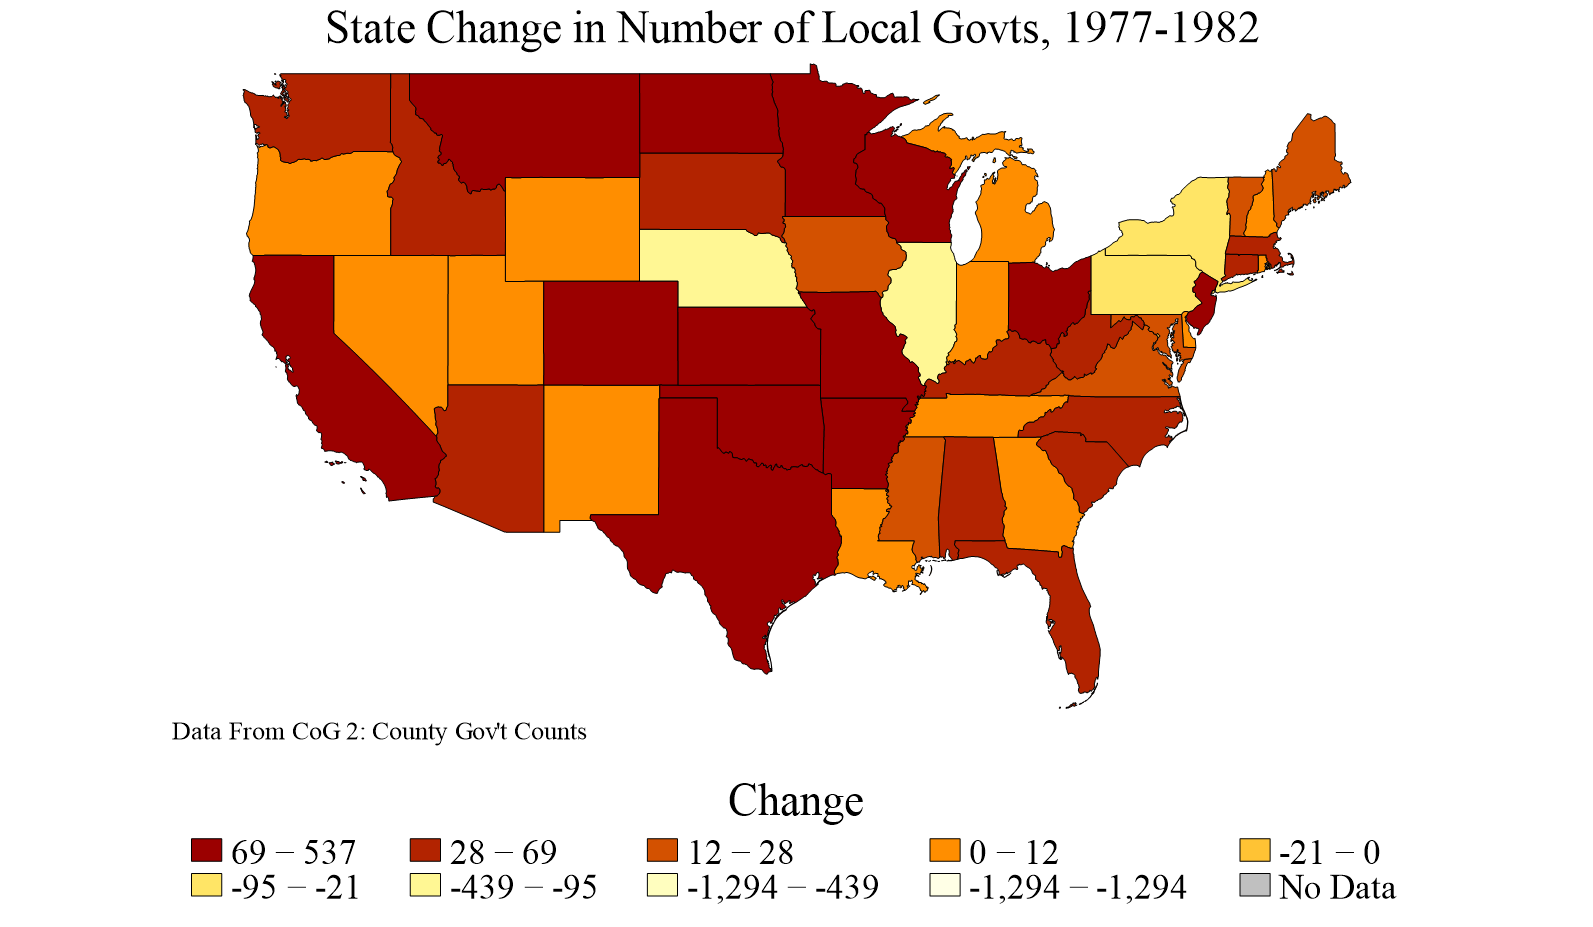 State Change in Number of Local Govts, 1977-1982
Data From CoG 2: County Gov't Counts
Change
69 − 537 28 − 69 12 − 28 0 − 12 -21 − 0
-95 − -21 -439 − -95 -1,294 − -439 -1,294 − -1,294 No Data